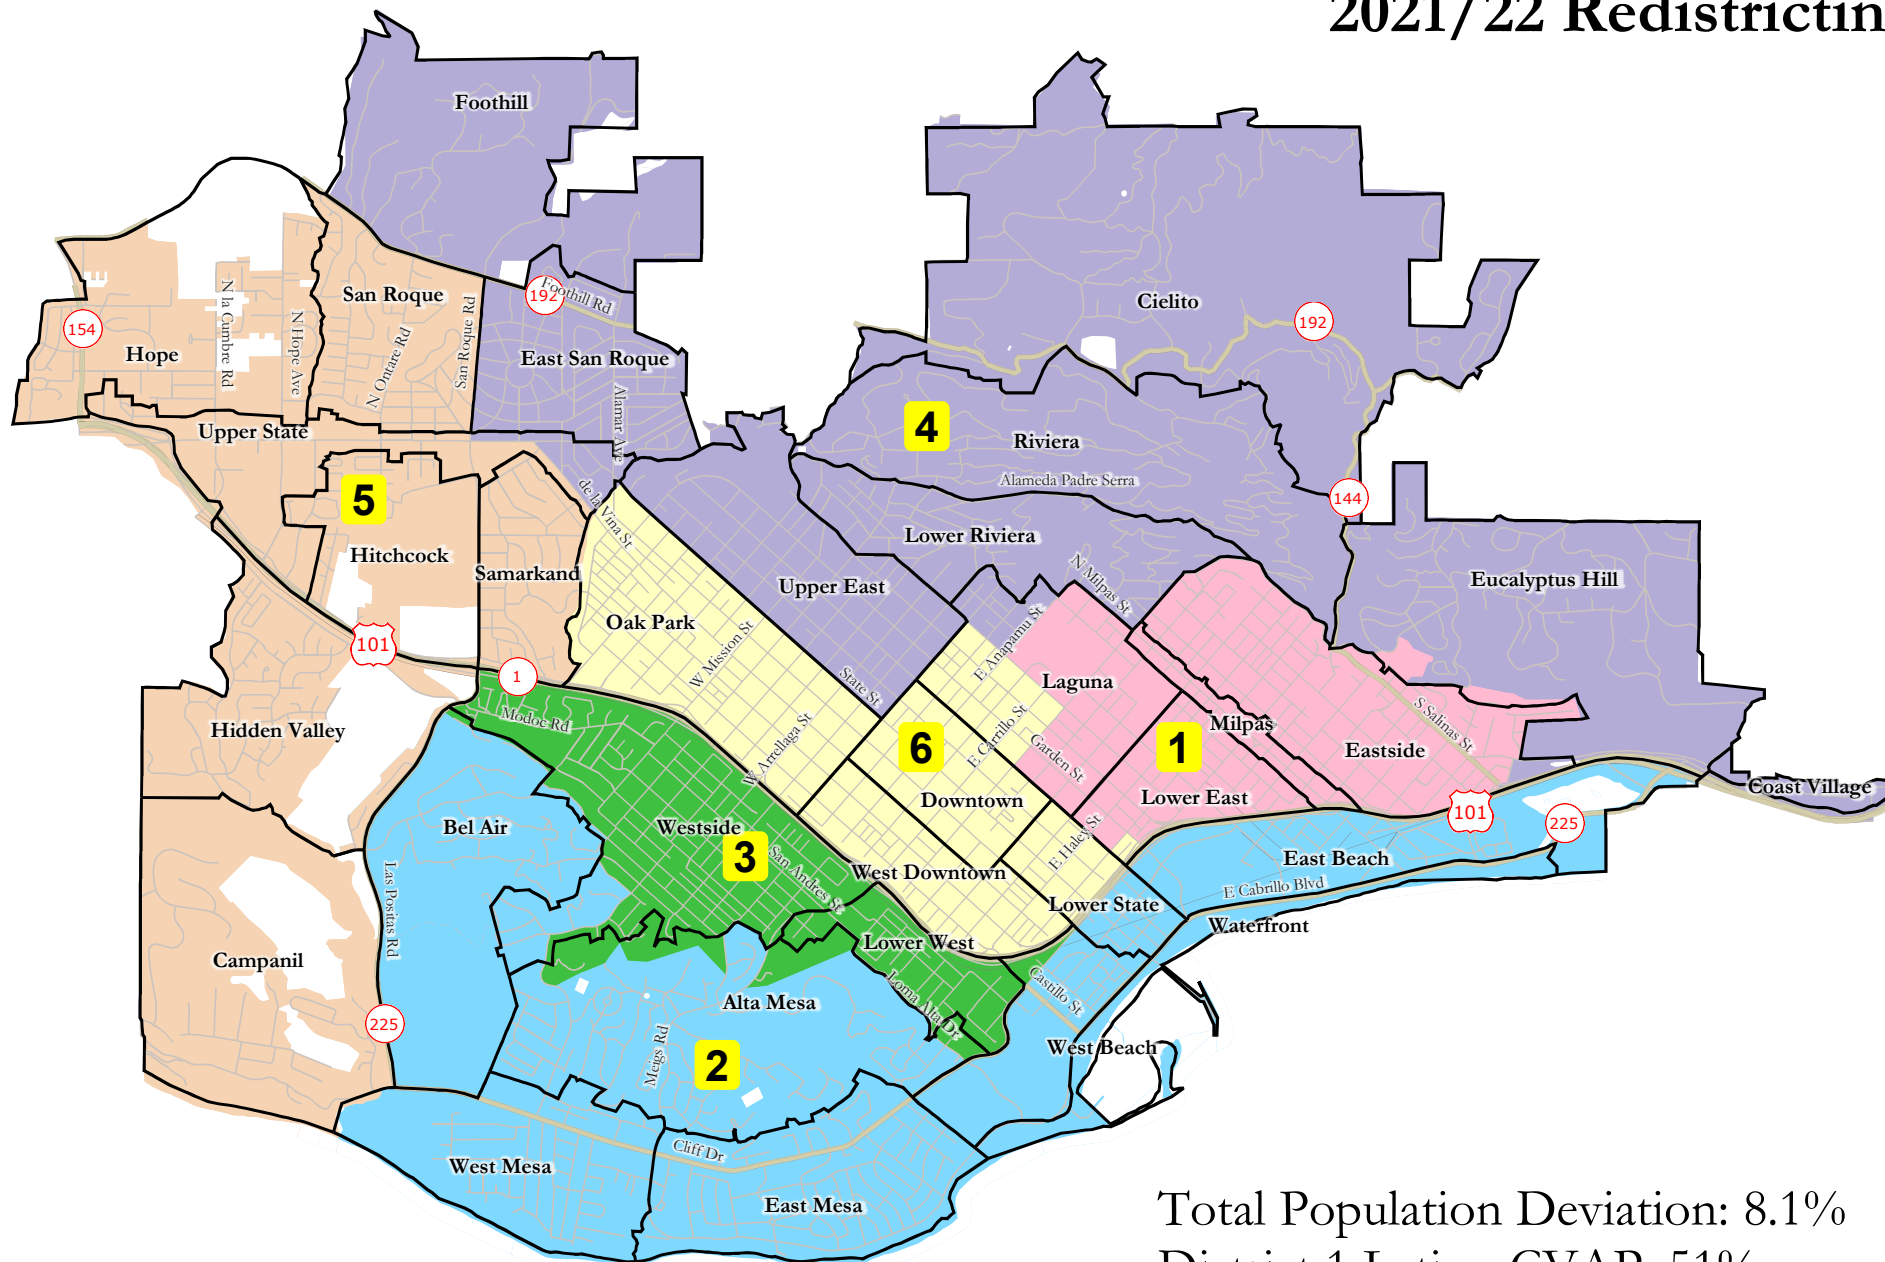 2021/22 Redistrictin
Foothill
San Roque
192
Foothill Rd
Cielito
192
154
Hope
N la Cumbre Rd
N Hope Ave
N Ontare Rd
San Roque Rd
East San Roque
Alamar Ave
4
Riviera
Alameda Padre Serra
144
Upper State
5
Hitchcock
Samarkand
de la Vina St
Lower Riviera
N Milpas St
Eucalyptus Hill
Upper East
Oak Park
W Mission St
State St
E Anapamu St
101
1
Laguna
Hidden Valley
Modoc Rd
W Arrellaga St
6
E Carrillo St
Garden St
1
Milpas
S Salinas St
Eastside
Coast Village
Downtown
Lower East
101
225
Bel Air
Westside
3
San Andres St
West Downtown
E Haley St
East Beach
E Cabrillo Blvd
Las Positas Rd
Lower State
Waterfront
Campanil
Lower West
Loma Alta Dr
Castillo St
Alta Mesa
225
Meigs Rd
2
West Beach
Cliff Dr
West Mesa
East Mesa
Total Population Deviation: 8.1%